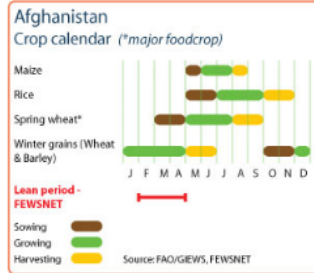 Afghanistan
Crop calendar (*major foodcrop)
Maize
Rice
Spring wheat*
Winter grains (Wheat
& Barley)
J F M A M J J A S O N D
Lean period -
FEWSNET
Sowing
Growing
Harvesting
Source: FAO/GIEWS, FEWSNET